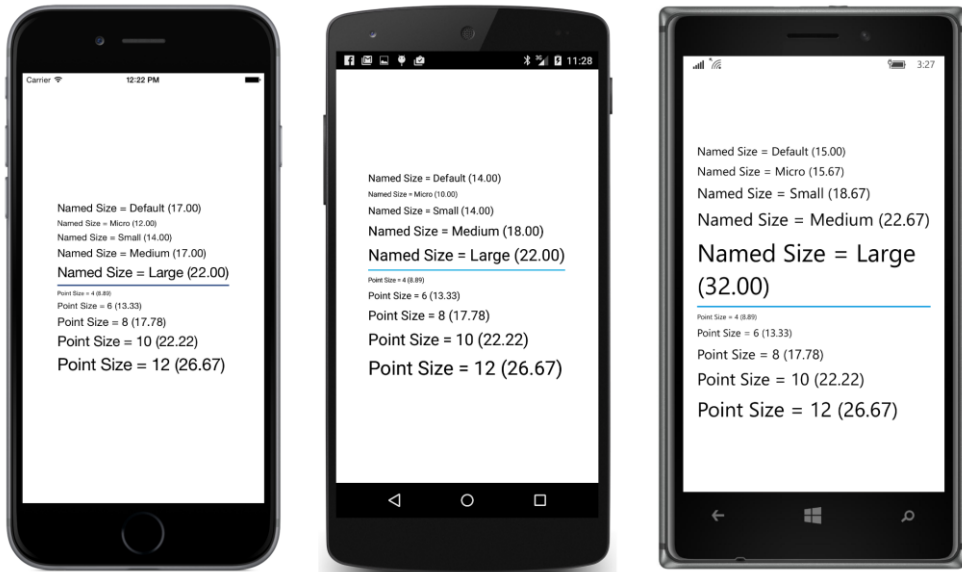 Carrier
12:22 PM
Named Size = Default (17.00)
Named Size = Micro (12.00)
Named Size = Small (14.00)
Named Size = Medium (17.00)
Named Size = Large (22.00)
Point Size = 4 (8.89)
Point Size = 6 (13.33)
Point Size = 8 (17.78)
Point Size = 10 (22.22)
Point Size = 12 (26.67)
3G
11:28
Named Size = Default (14.00)
Named Size = Micro (10.00)
Named Size = Small (14.00)
Named Size = Medium (18.00)
Named Size = Large (22.00)
Point Size = 4 (8.89)
Point Size = 6 (13.33)
Point Size = 8 (17.78)
Point Size = 10 (22.22)
Point Size = 12 (26.67)
3:27
Named Size = Default (15.00)
Named Size = Micro (15.67)
Named Size = Small (18.67)
Named Size = Medium (22.67)
Named Size = Large
(32.00)
Point Size = 4 (8.89)
Point Size = 6 (13.33)
Point Size = 8 (17.78)
Point Size = 10 (22.22)
Point Size = 12 (26.67)